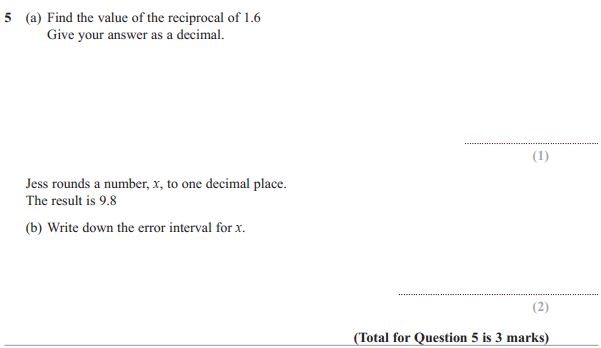 5 (a) Find the value of the reciprocal of 1.6
Give your answer as a decimal.
(1)
Jess rounds a number, x, to one decimal place.
The result is 9.8
(b) Write down the error interval for x.
(2)
(Total for Question 5 is 3 marks)